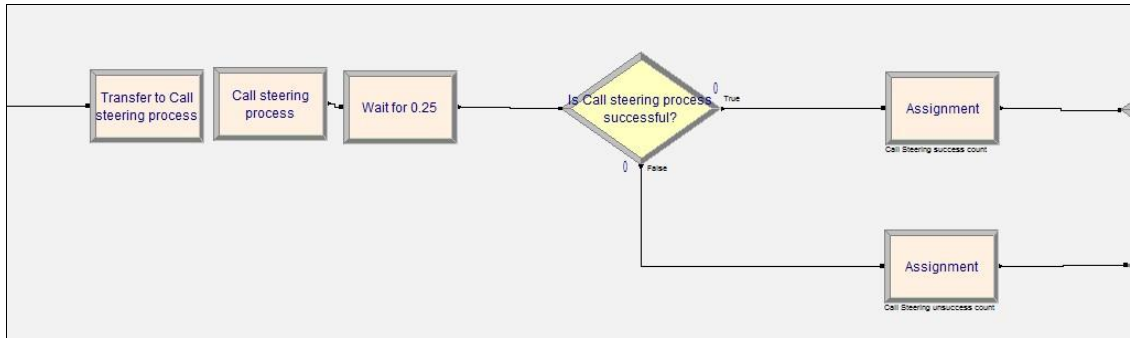 Transfer to Call
steering process
Call steering
process
Wait for 0.25
Is Call steering process
successful?
0
True
0
False
Assignment
Call Steering success count
Assignment
Call Steering unsuccess count